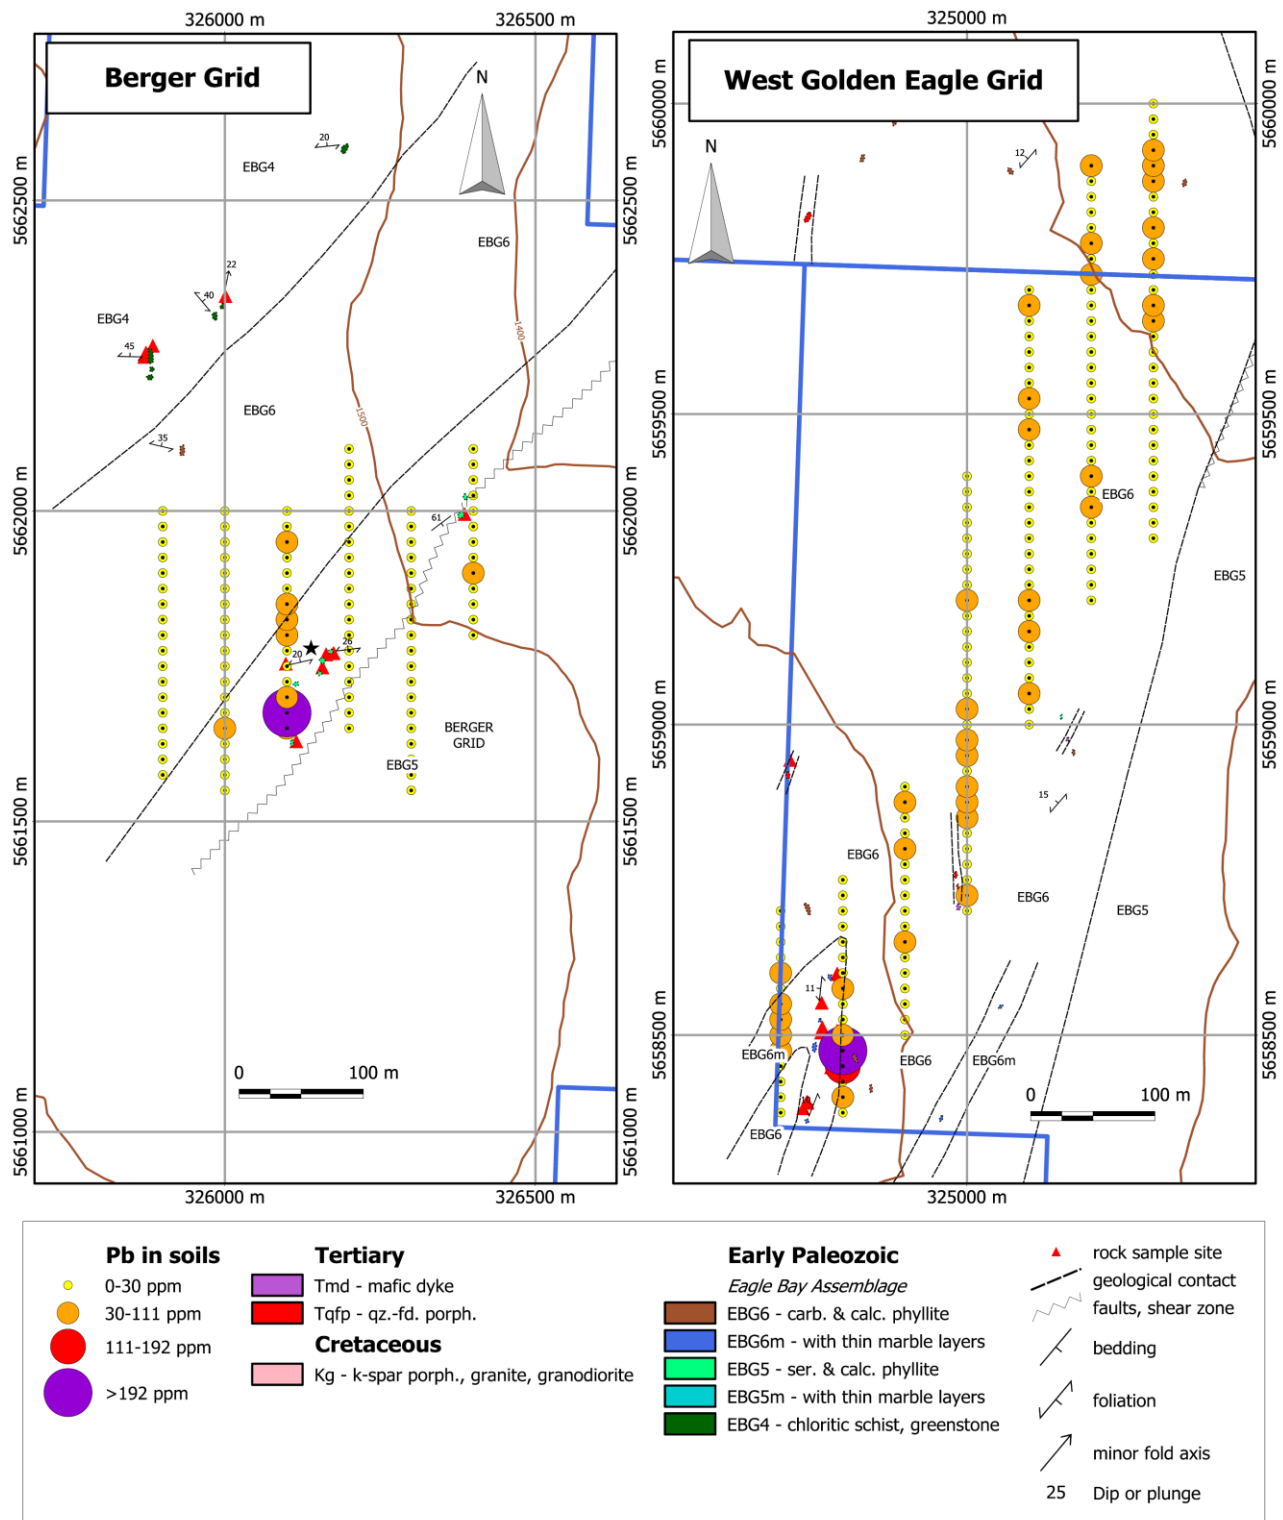 326000 m
326500 m
325000 m
Berger Grid
West Golden Eagle Grid
N
N
5662500 m
5662000 m
5661500 m
5661000 m
5662500 m
5662000 m
5661500 m
5661000 m
5660000 m
5659500 m
5659000 m
5658500 m
20
EBG4
EBG6
22
40
EBG4
45
1400
EBG6
1500
35
61
26
20
BERGER
GRID
EBG5
0
100 m
12
EBG6
EBG5
15
EBG6
EBG6
EBG5
11
EBG6m
EBG6
EBG6m
EBG6
0
100 m
326000 m
326500 m
325000 m
Pb in soils
0-30 ppm
30-111 ppm
111-192 ppm
>192 ppm
Tertiary
Tmd - mafic dyke
Tqfp - qz.-fd. porph.
Cretaceous
Kg - k-spar porph., granite, granodiorite
Early Paleozoic
Eagle Bay Assemblage
EBG6 - carb. & calc. phyllite
EBG6m - with thin marble layers
EBG5 - ser. & calc. phyllite
EBG5m - with thin marble layers
EBG4 - chloritic schist, greenstone
rock sample site
geological contact
faults, shear zone
bedding
foliation
minor fold axis
25 Dip or plunge